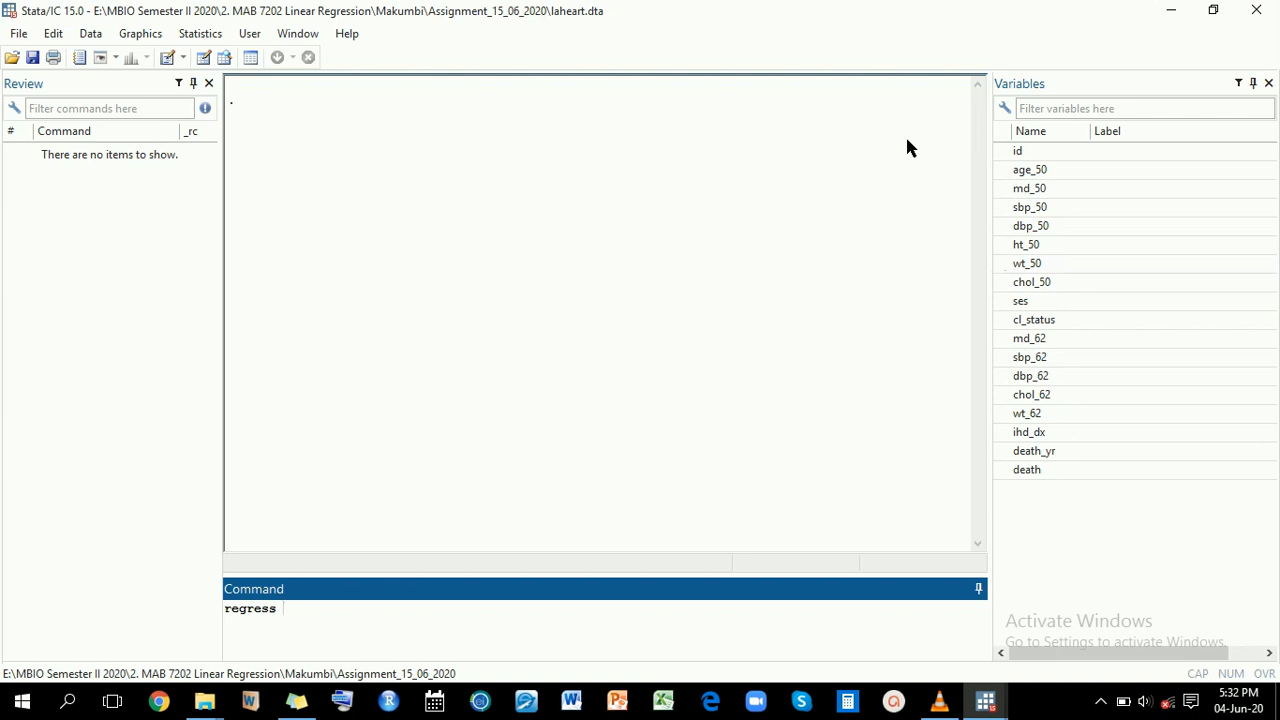 Stata/IC 15.0 - E:\MBIO Semester II 2020\2. MAB 7202 Linear Regression\Makumbi\Assignment_15_06_2020\laheart.dta
File Edit Data Graphics Statistics User Window Help
Review
Variables
Filter commands here
Filter variables here
# Command _rc
Name Label
There are no items to show.
.
id
age_50
md_50
sbp_50
dbp_50
ht_50
wt_50
chol_50
ses
cl_status
md_62
sbp_62
dbp_62
chol_62
wt_62
ihd_dx
death_yr
death
Command
regress
Activate Windows
Go to Settings to activate Windows.
E:\MBIO Semester II 2020\2. MAB 7202 Linear Regression\Makumbi\Assignment_15_06_2020
CAP NUM OVR
5:32 PM
04-Jun-20